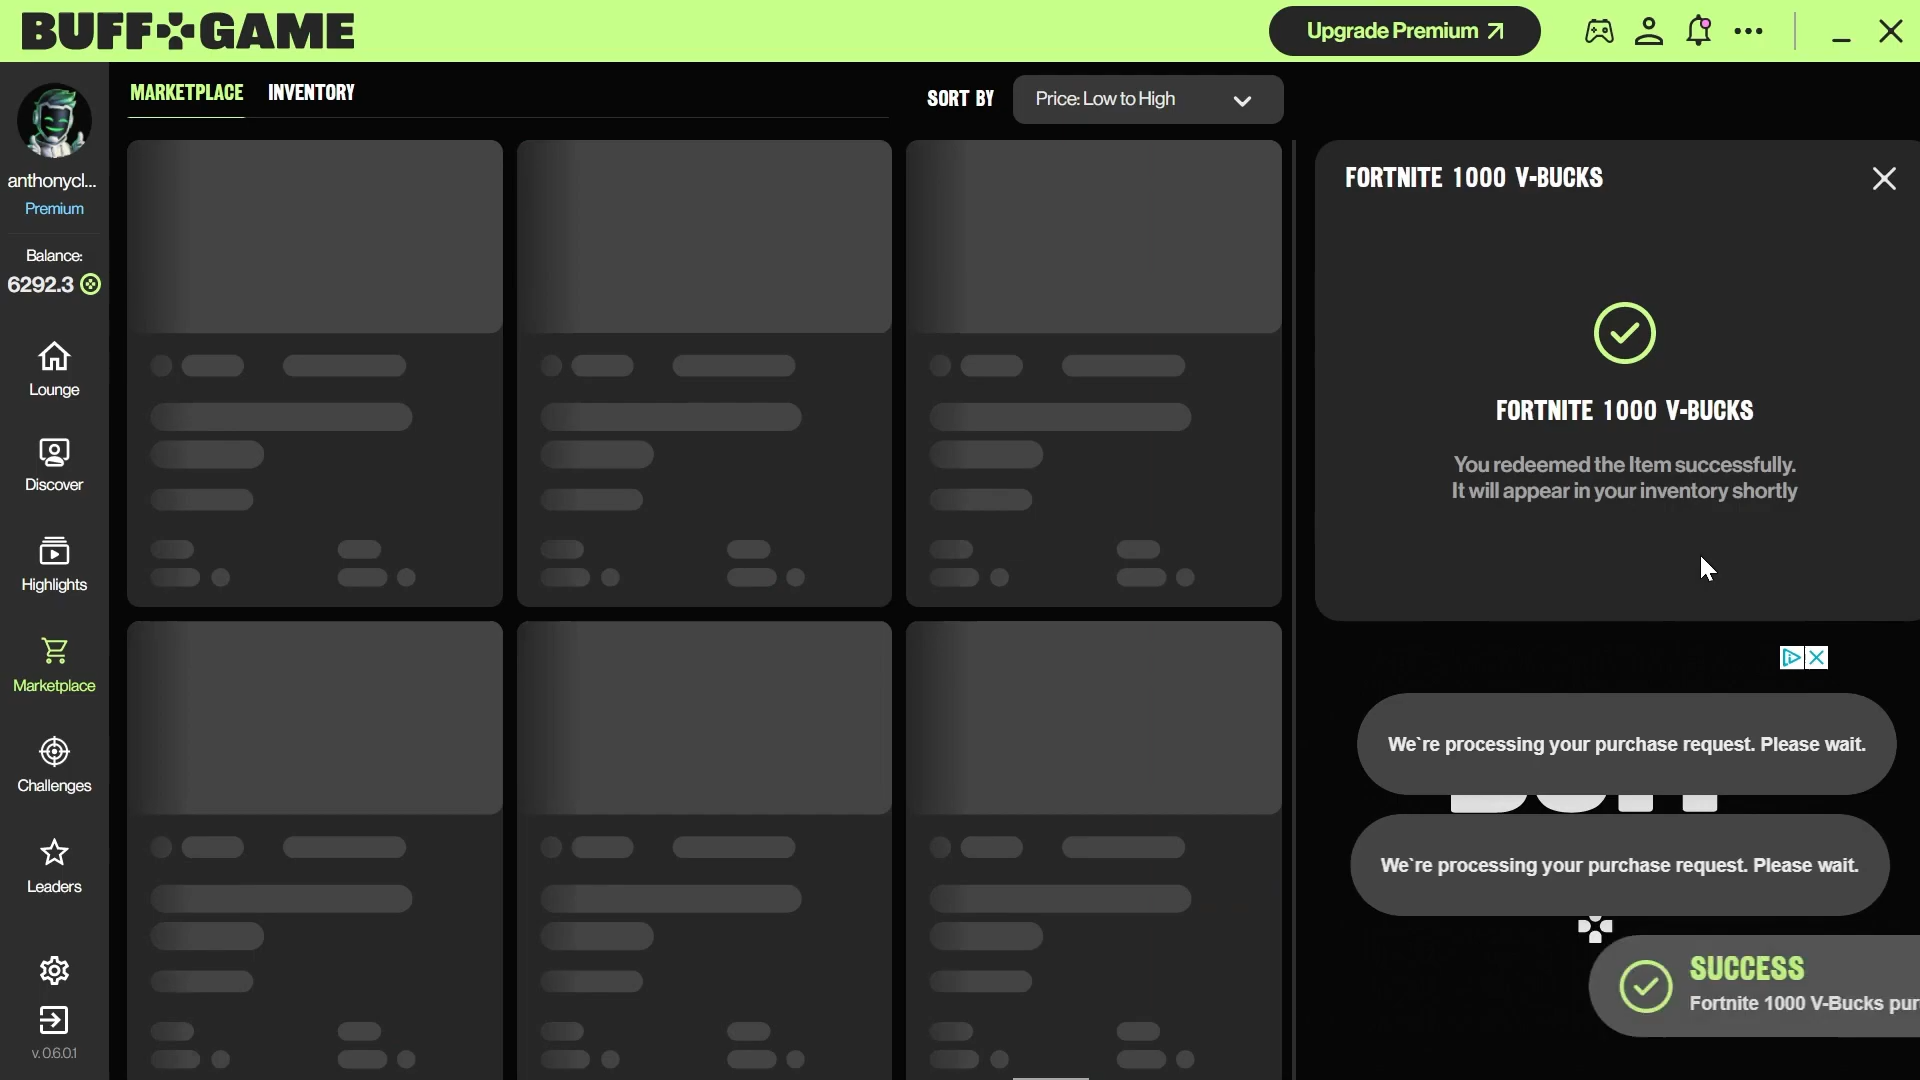 BUFF GAME
Upgrade Premium
MARKETPLACE
INVENTORY
SORT BY
Price: Low to High
anthonycl...
Premium
Balance:
6292.3
Lounge
Discover
Highlights
Marketplace
Challenges
Leaders
v. 0.6.0.1
FORTNITE 1000 V-BUCKS
FORTNITE 1000 V-BUCKS
You redeemed the Item successfully.
It will appear in your inventory shortly
We`re processing your purchase request. Please wait.
We`re processing your purchase request. Please wait.
SUCCESS
Fortnite 1000 V-Bucks pur